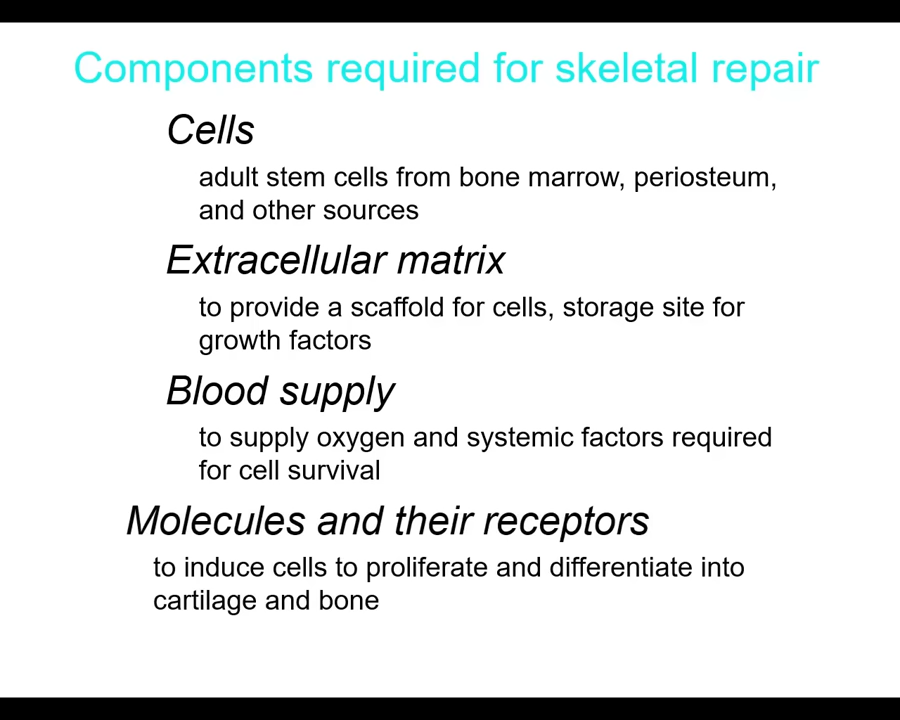 Components required for skeletal repair
Cells
adult stem cells from bone marrow, periosteum,
and other sources
Extracellular matrix
to provide a scaffold for cells, storage site for
growth factors
Blood supply
to supply oxygen and systemic factors required
for cell survival
Molecules and their receptors
to induce cells to proliferate and differentiate into
cartilage and bone